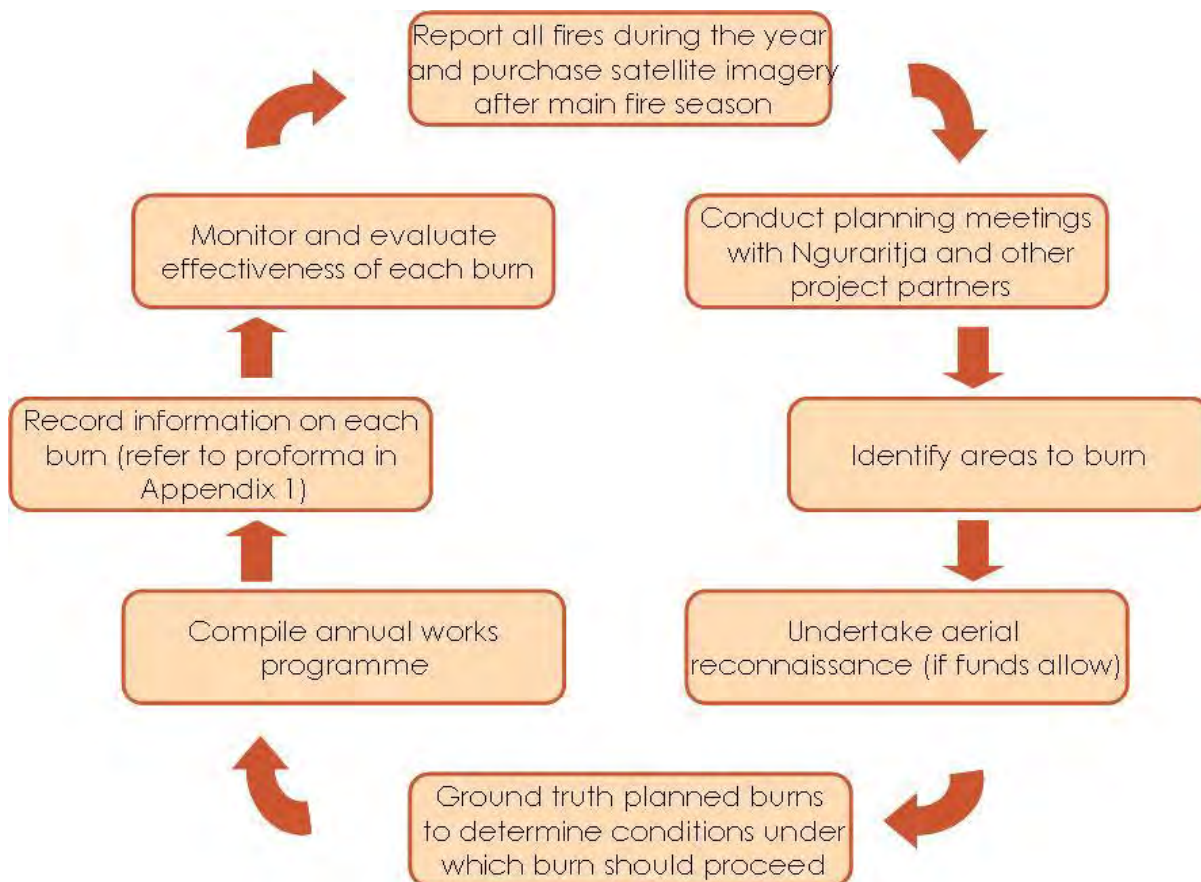 Report all fires during the year
and purchase satellite imagery
after main fire season
Conduct planning meetings
with Nguraritja and other
project partners
Identify areas to burn
Undertake aerial
reconnaissance (if funds allow)
Ground truth planned burns
to determine conditions under
which burn should proceed
Compile annual works
programme
Record information on each
burn (refer to proforma in
Appendix 1)
Monitor and evaluate
effectiveness of each burn